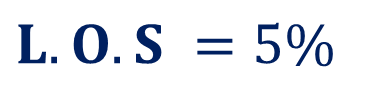 L. O. S = 5%